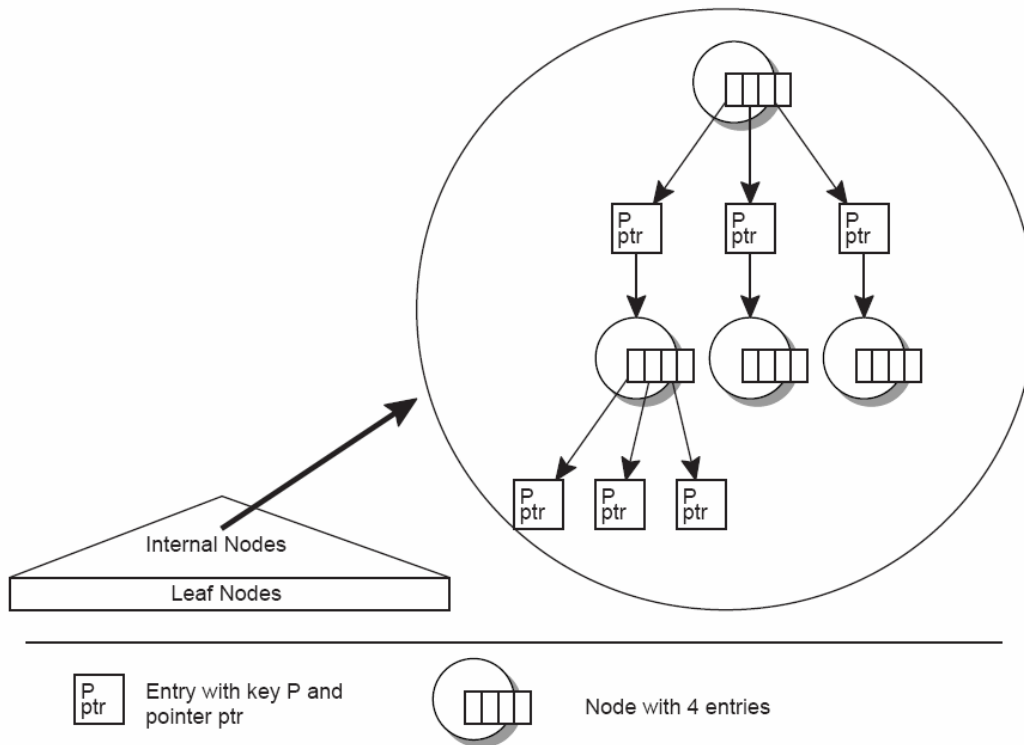 P
ptr
P
ptr
P
ptr
P
ptr
P
ptr
P
ptr
Internal Nodes
Leaf Nodes
P
ptr
Entry with key P and
pointer ptr
Node with 4 entries